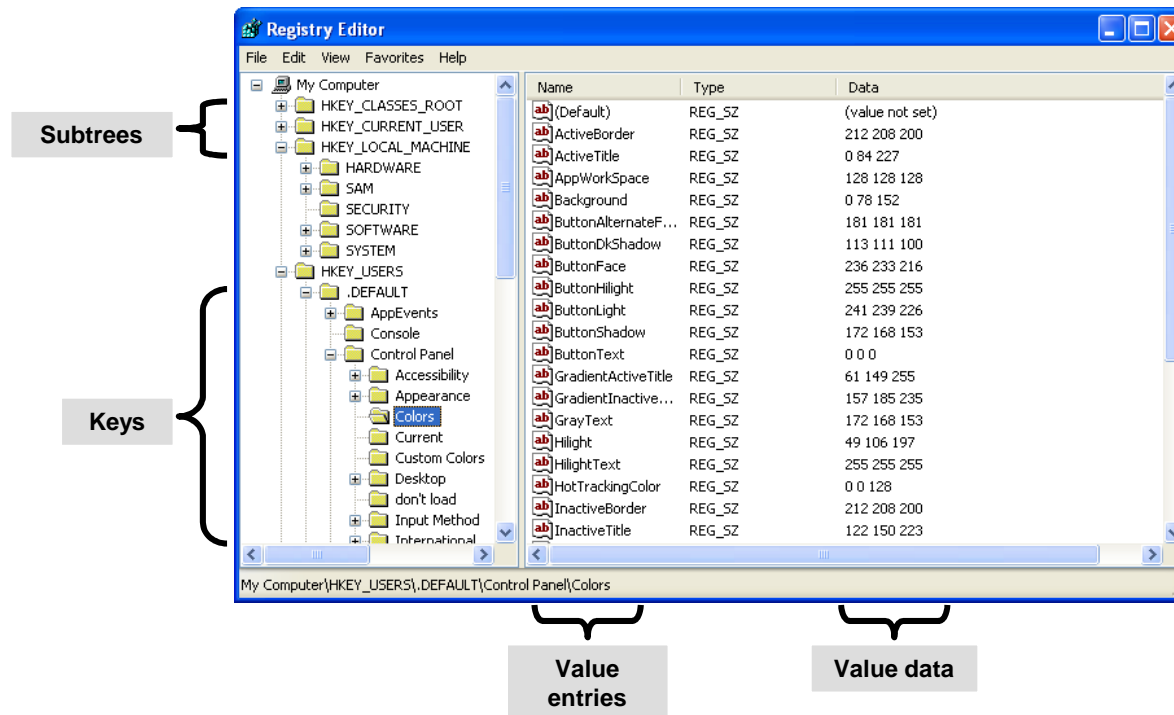 Registry Editor
File Edit View Favorites Help
My Computer
HKEY_CLASSES_ROOT
HKEY_CURRENT_USER
HKEY_LOCAL_MACHINE
HARDWARE
SAM
SECURITY
SOFTWARE
SYSTEM
HKEY_USERS
.DEFAULT
AppEvents
Console
Control Panel
Accessibility
Appearance
Colors
Current
Custom Colors
Desktop
don't load
Input Method
International
Subtrees
Keys
Name Type Data
(Default) REG_SZ (value not set)
ActiveBorder REG_SZ 212 208 200
ActiveTitle REG_SZ 0 84 227
AppWorkSpace REG_SZ 128 128 128
Background REG_SZ 0 78 152
ButtonAlternateF... REG_SZ 181 181 181
ButtonDkShadow REG_SZ 113 111 100
ButtonFace REG_SZ 236 233 216
ButtonHilight REG_SZ 255 255 255
ButtonLight REG_SZ 241 239 226
ButtonShadow REG_SZ 172 168 153
ButtonText REG_SZ 0 0 0
GradientActiveTitle REG_SZ 61 149 255
GradientInactive... REG_SZ 157 185 235
GrayText REG_SZ 172 168 153
Hilight REG_SZ 49 106 197
HilightText REG_SZ 255 255 255
HotTrackingColor REG_SZ 0 0 128
InactiveBorder REG_SZ 212 208 200
InactiveTitle REG_SZ 122 150 223
My Computer\HKEY_USERS\.DEFAULT\Control Panel\Colors
Value
entries
Value data